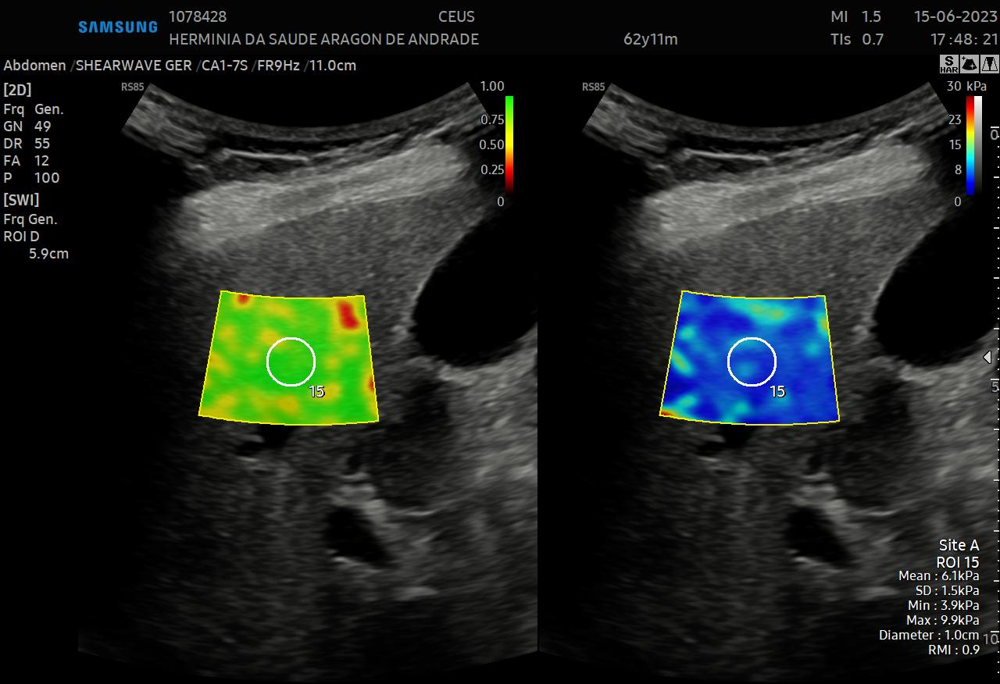 SAMSUNG 1078428 CEUS MI 1.5 15-06-2023
HERMINIA DA SAUDE ARAGON DE ANDRADE 62y11m TIs 0.7 17:48:21
Abdomen /SHEARWAVE GER /CA1-7S /FR9Hz /11.0cm
S
HAR
[2D]
Frq Gen.
GN 49
DR 55
FA 12
P 100
[SWI]
Frq Gen.
ROI D
5.9cm
RS85
1.00
0.75
0.50
0.25
0
15
RS85
30 kPa
23
15
8
0
15
0
5
10
Site A
ROI 15
Mean : 6.1kPa
SD : 1.5kPa
Min : 3.9kPa
Max : 9.9kPa
Diameter : 1.0cm
RMI : 0.9